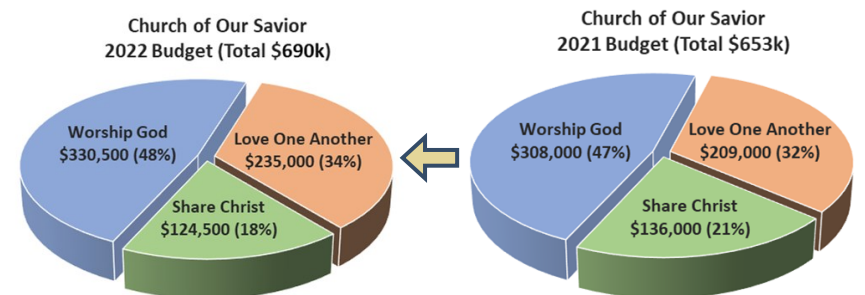 Church of Our Savior
2022 Budget (Total $690k)
Worship God
$330,500 (48%)
Love One Another
$235,000 (34%)
Share Christ
$124,500 (18%)
Church of Our Savior
2021 Budget (Total $653k)
Worship God
$308,000 (47%)
Love One Another
$209,000 (32%)
Share Christ
$136,000 (21%)